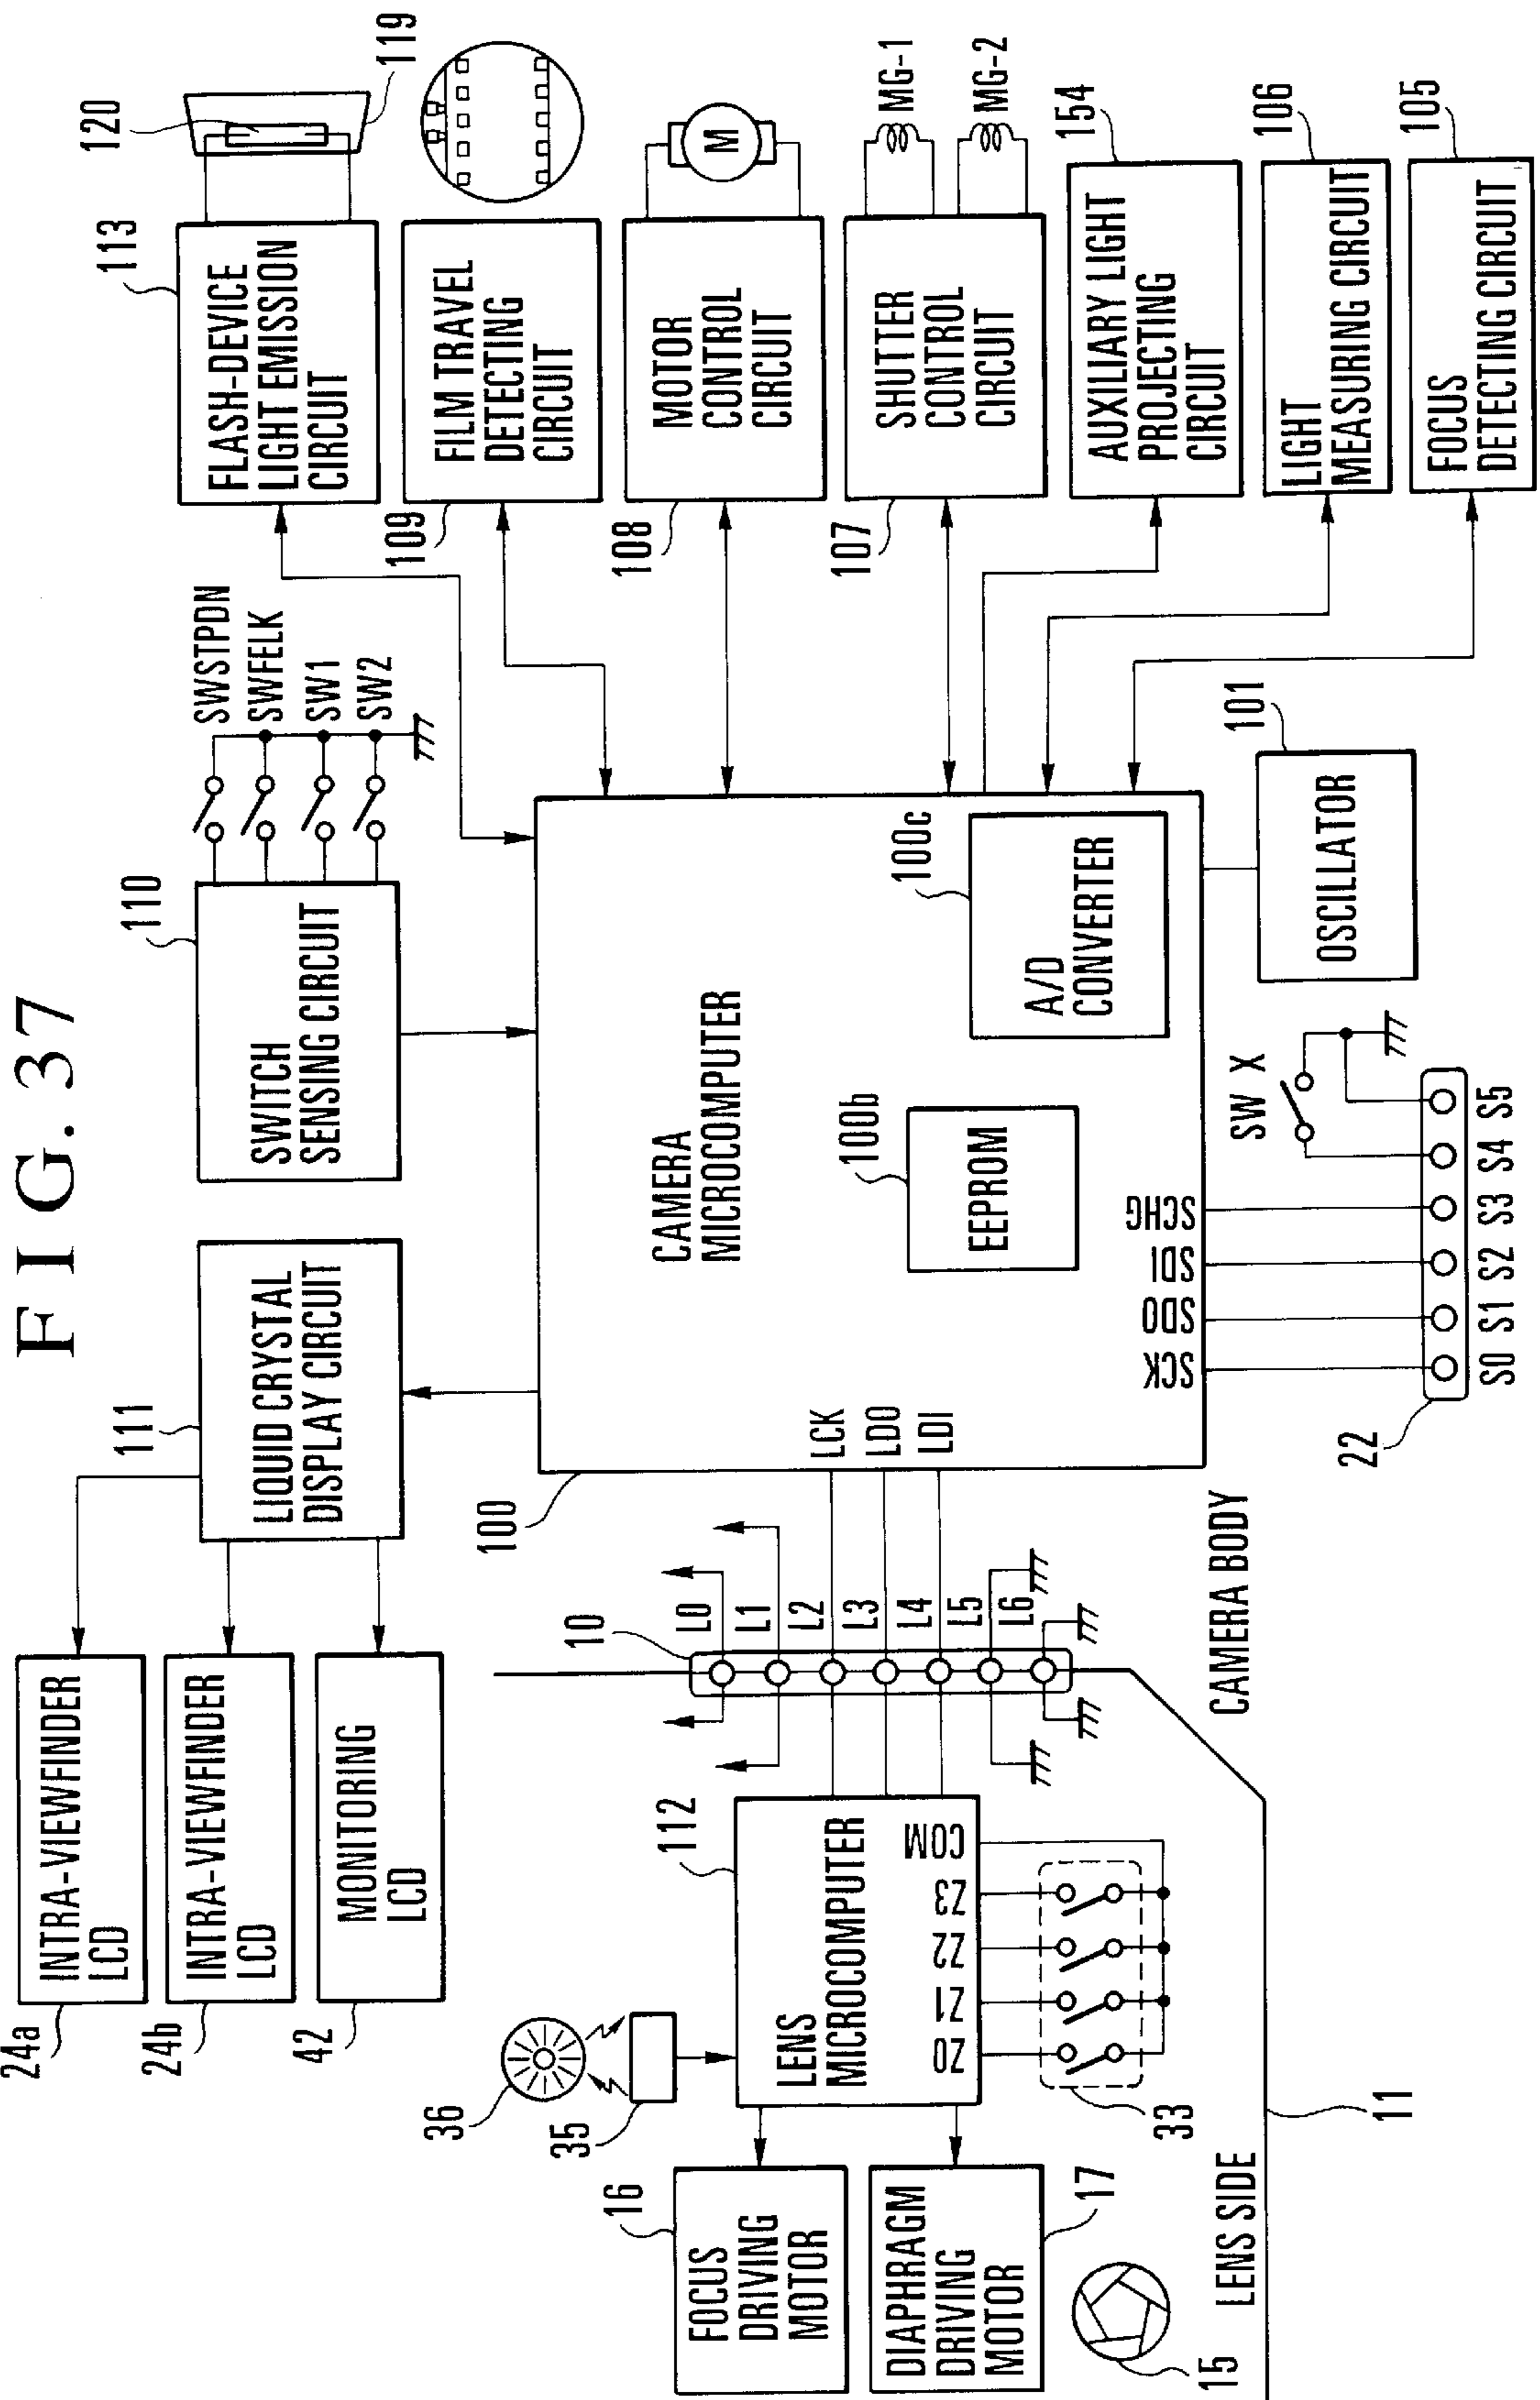 FIG. 37
24a
INTRA-VIEWFINDER
LCD
24b
INTRA-VIEWFINDER
LCD
42
MONITORING
LCD
111
LIQUID CRYSTAL
DISPLAY CIRCUIT
110
SWITCH
SENSING CIRCUIT
SWSTPDN
SWFELK
SW1
SW2
113
FLASH-DEVICE
LIGHT EMISSION
CIRCUIT
120
119
109
FILM TRAVEL
DETECTING
CIRCUIT
108
MOTOR
CONTROL
CIRCUIT
M
107
SHUTTER
CONTROL
CIRCUIT
MG-1
MG-2
154
AUXILIARY LIGHT
PROJECTING
CIRCUIT
106
LIGHT
MEASURING CIRCUIT
105
FOCUS
DETECTING CIRCUIT
100
CAMERA
MICROCOMPUTER
100b
EEPROM
100c
A/D
CONVERTER
LCK
LDO
LDI
SCK
SDO
SDI
SCHG
101
OSCILLATOR
SW X
22
S0
S1
S2
S3
S4
S5
10
L0
L1
L2
L3
L4
L5
L6
CAMERA BODY
36
35
112
LENS
MICROCOMPUTER
Z0
Z1
Z2
Z3
COM
33
16
FOCUS
DRIVING
MOTOR
17
DIAPHRAGM
DRIVING
MOTOR
15
LENS SIDE
11